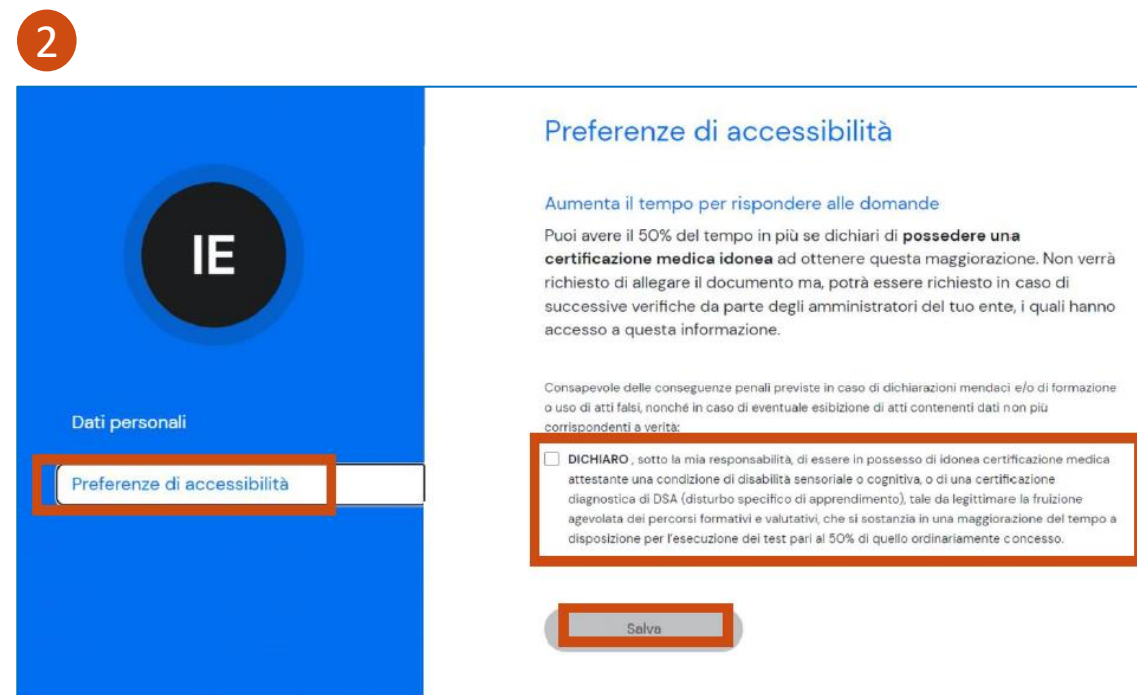 2
IE
Dati personali
Preferenze di accessibilità
Preferenze di accessibilità
Aumenta il tempo per rispondere alle domande
Puoi avere il 50% del tempo in più se dichiari di possedere una
certificazione medica idonea ad ottenere questa maggiorazione. Non verrà
richiesto di allegare il documento ma, potrà essere richiesto in caso di
successive verifiche da parte degli amministratori del tuo ente, i quali hanno
accesso a questa informazione.
Consapevole delle conseguenze penali previste in caso di dichiarazioni mendaci e/o di formazione
o uso di atti falsi, nonché in caso di eventuale esibizione di atti contenenti dati non più
corrispondenti a verità:
DICHIARO , sotto la mia responsabilità, di essere in possesso di idonea certificazione medica
attestante una condizione di disabilità sensoriale o cognitiva, o di una certificazione
diagnostica di DSA (disturbo specifico di apprendimento), tale da legittimare la fruizione
agevolata dei percorsi formativi e valutativi, che si sostanzia in una maggiorazione del tempo a
disposizione per l'esecuzione dei test pari al 50% di quello ordinariamente concesso.
Salva